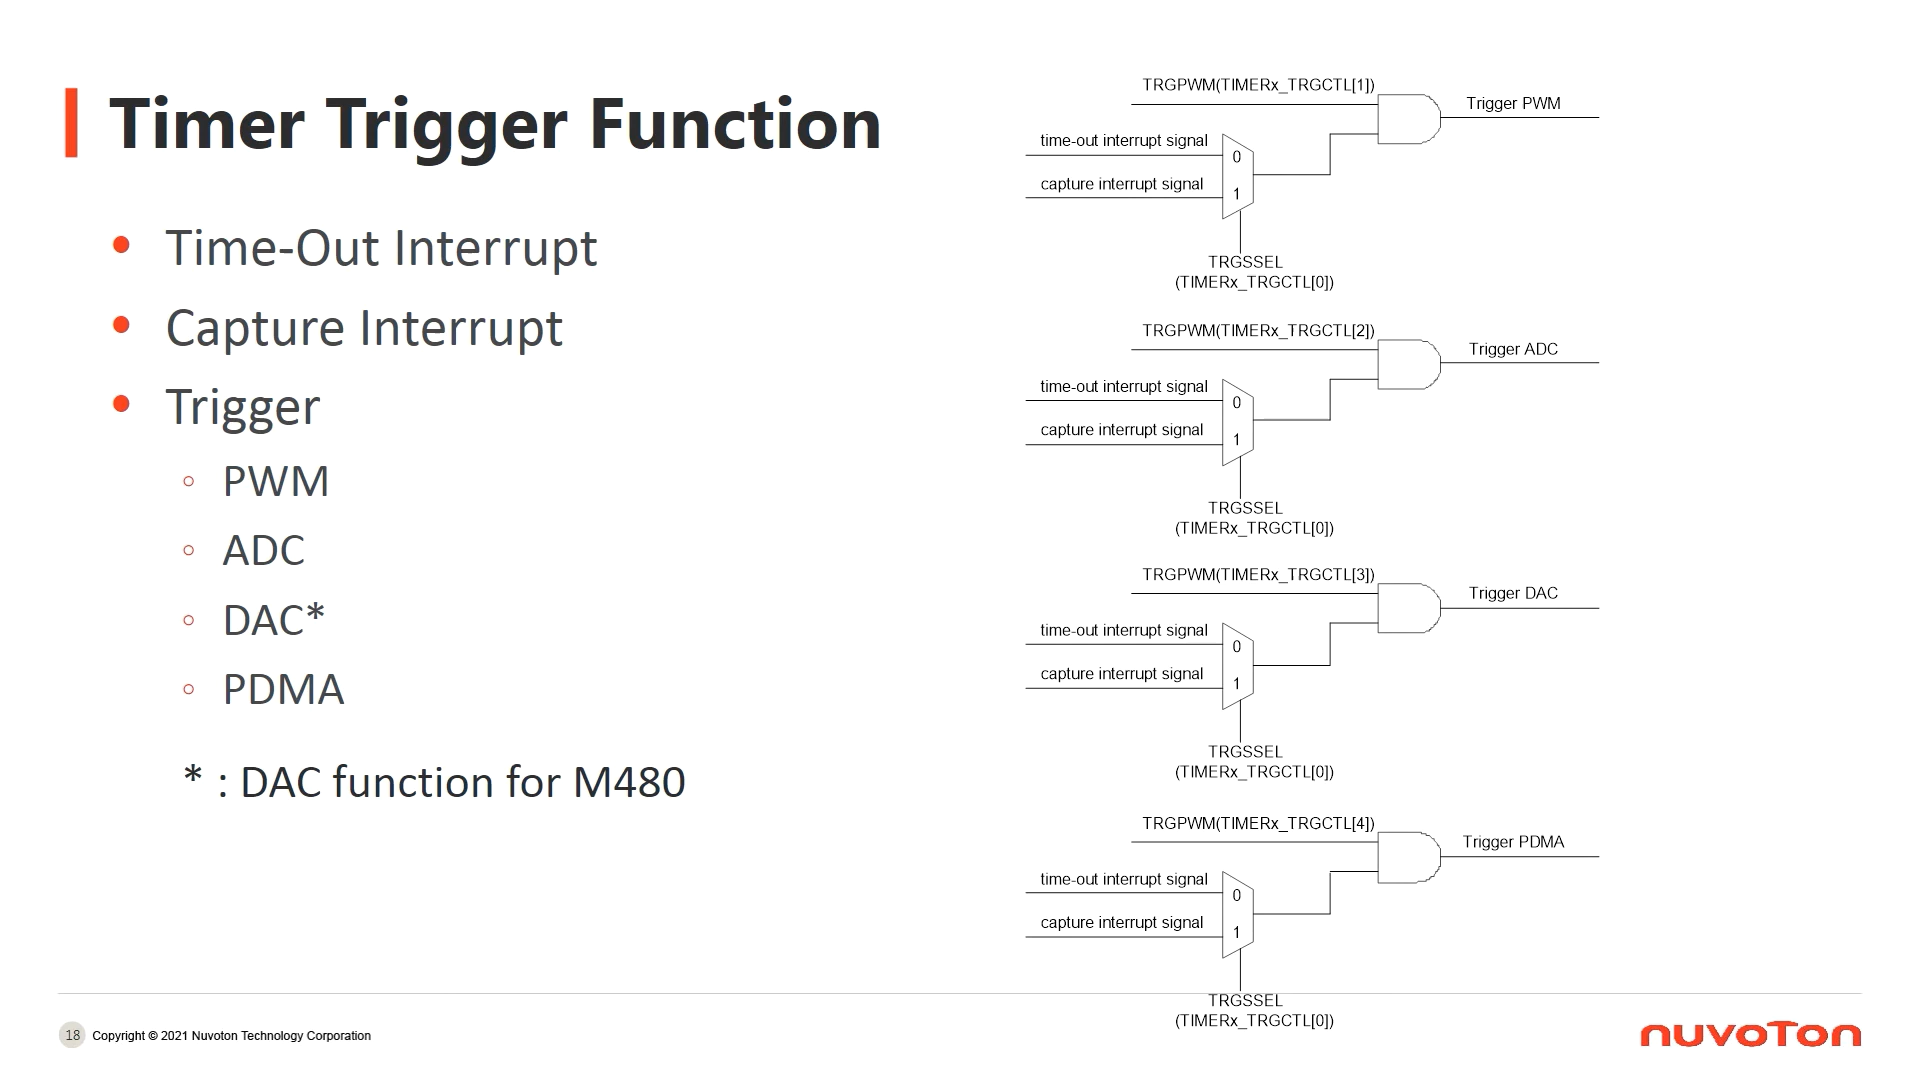 Timer Trigger Function
• Time-Out Interrupt
• Capture Interrupt
• Trigger
◦ PWM
◦ ADC
◦ DAC*
◦ PDMA
* : DAC function for M480
TRGPWM(TIMERx_TRGCTL[1])
Trigger PWM
time-out interrupt signal
0
capture interrupt signal
1
TRGSSEL
(TIMERx_TRGCTL[0])
TRGPWM(TIMERx_TRGCTL[2])
Trigger ADC
time-out interrupt signal
0
capture interrupt signal
1
TRGSSEL
(TIMERx_TRGCTL[0])
TRGPWM(TIMERx_TRGCTL[3])
Trigger DAC
time-out interrupt signal
0
capture interrupt signal
1
TRGSSEL
(TIMERx_TRGCTL[0])
TRGPWM(TIMERx_TRGCTL[4])
Trigger PDMA
time-out interrupt signal
0
capture interrupt signal
1
TRGSSEL
(TIMERx_TRGCTL[0])
18 Copyright © 2021 Nuvoton Technology Corporation
nuvoTon